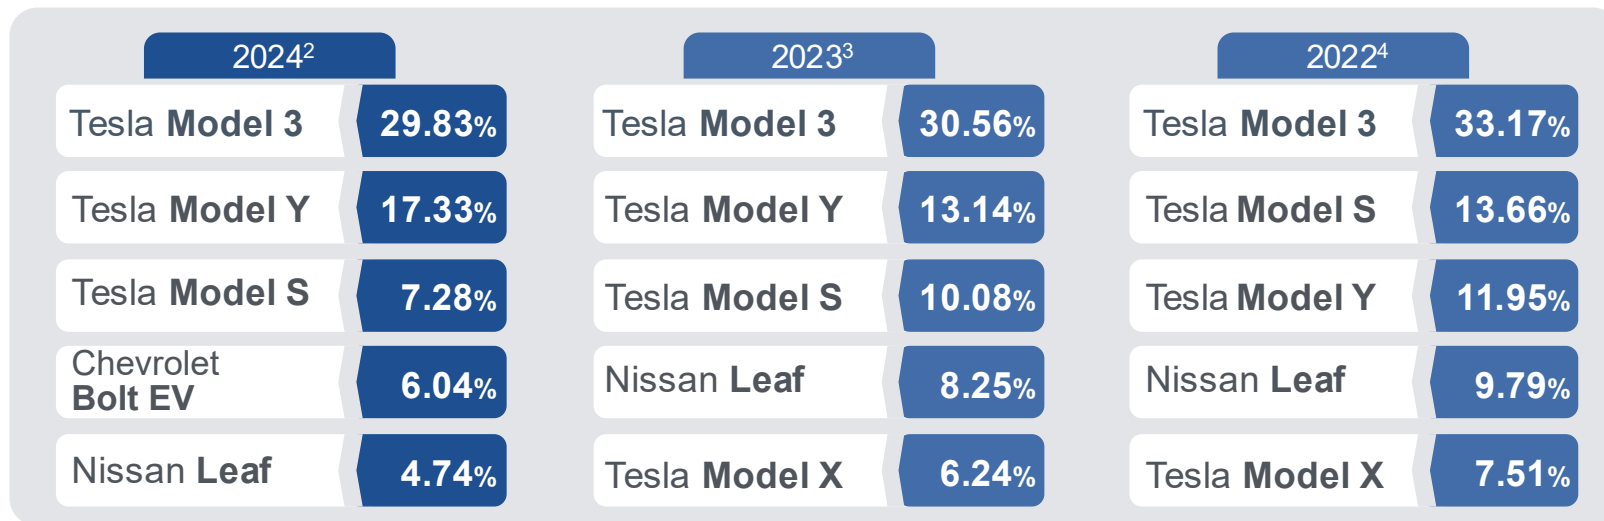 2024²
Tesla Model 3 29.83%
Tesla Model Y 17.33%
Tesla Model S 7.28%
Chevrolet
Bolt EV 6.04%
Nissan Leaf 4.74%
2023³
Tesla Model 3 30.56%
Tesla Model Y 13.14%
Tesla Model S 10.08%
Nissan Leaf 8.25%
Tesla Model X 6.24%
2022⁴
Tesla Model 3 33.17%
Tesla Model S 13.66%
Tesla Model Y 11.95%
Nissan Leaf 9.79%
Tesla Model X 7.51%